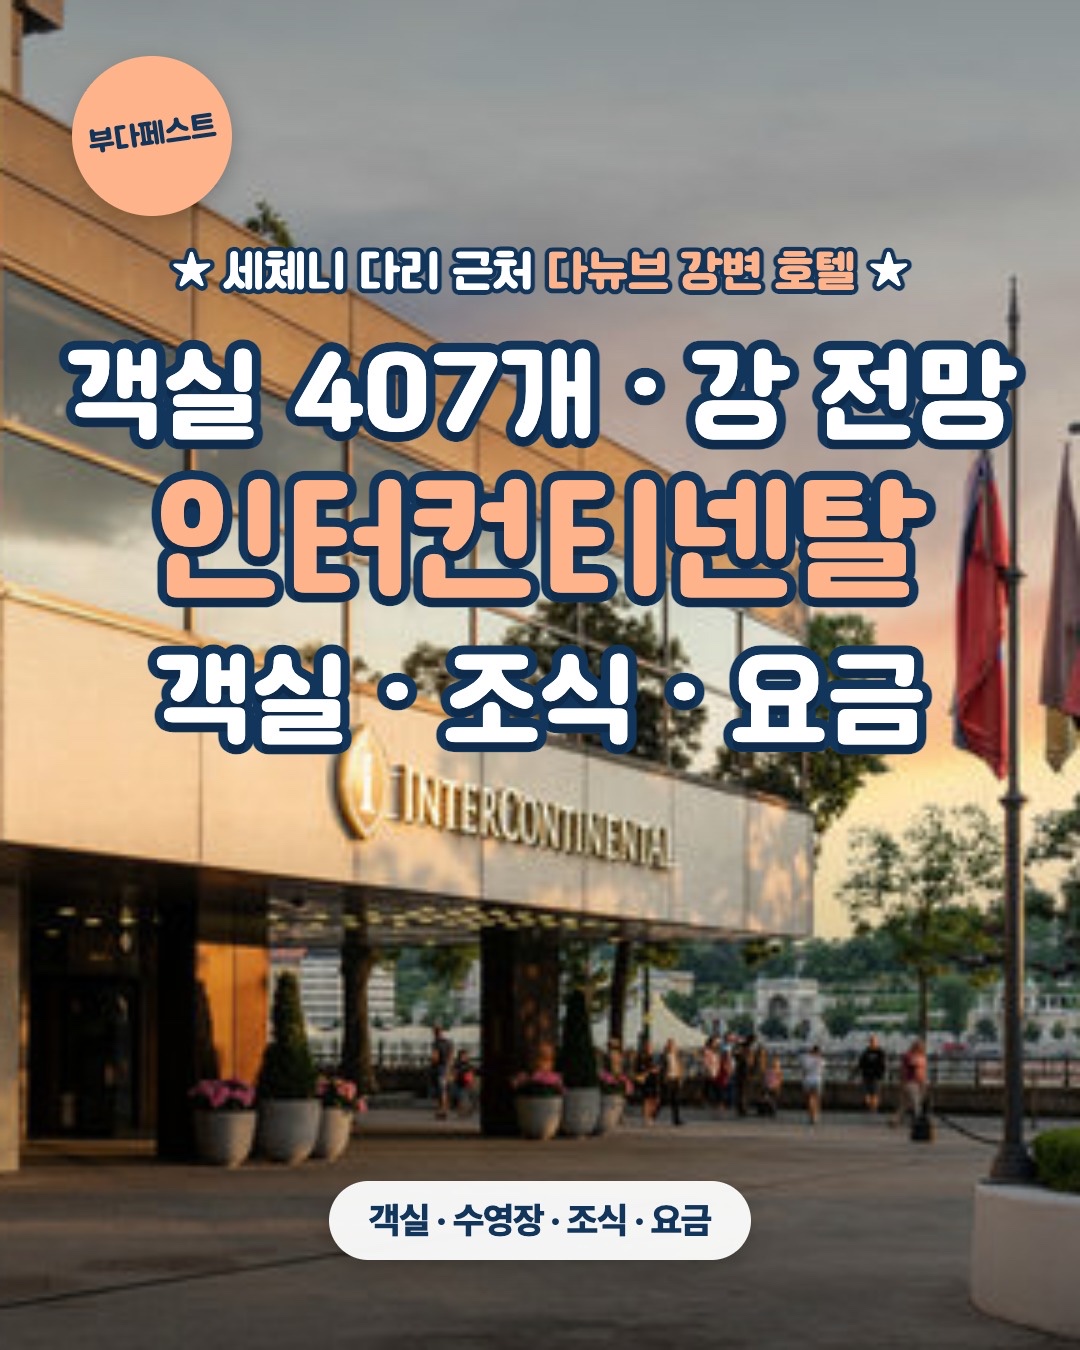 부다페스트
★ 세체니 다리 근처 다뉴브 강변 호텔 ★
객실 407개 · 강 전망
인터컨티넨탈
객실 · 조식 · 요금
INTERCONTINENTAL
객실 · 수영장 · 조식 · 요금